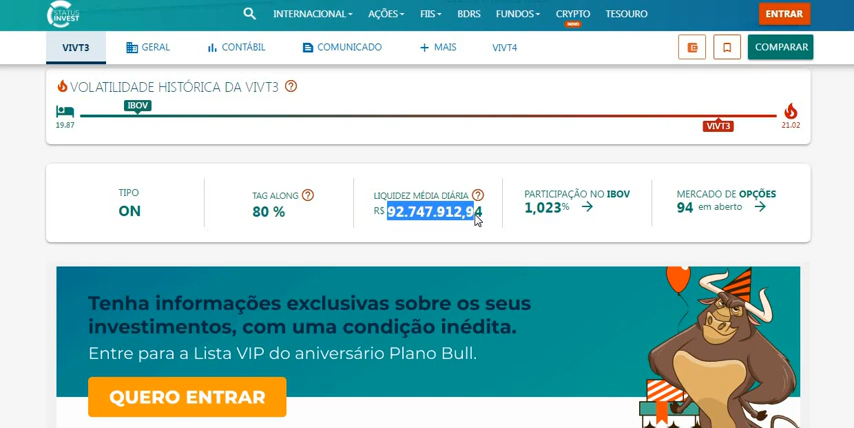 STATUS
INVEST
INTERNACIONAL
AÇÕES
FIIS
BDRS
FUNDOS
CRYPTO
TESOURO
ENTRAR
VIVT3
GERAL
CONTÁBIL
COMUNICADO
+ MAIS
VIVT4
COMPARAR
VOLATILIDADE HISTÓRICA DA VIVT3 ?
IBOV
19.87
VIVT3
21.02
TIPO
ON
TAG ALONG ?
80 %
LIQUIDEZ MÉDIA DIÁRIA ?
R$ 92.747.912,94
PARTICIPAÇÃO NO IBOV
1,023% →
MERCADO DE OPÇÕES
94 em aberto →
Tenha informações exclusivas sobre os seus
investimentos, com uma condição inédita.
Entre para a Lista VIP do aniversário Plano Bull.
QUERO ENTRAR